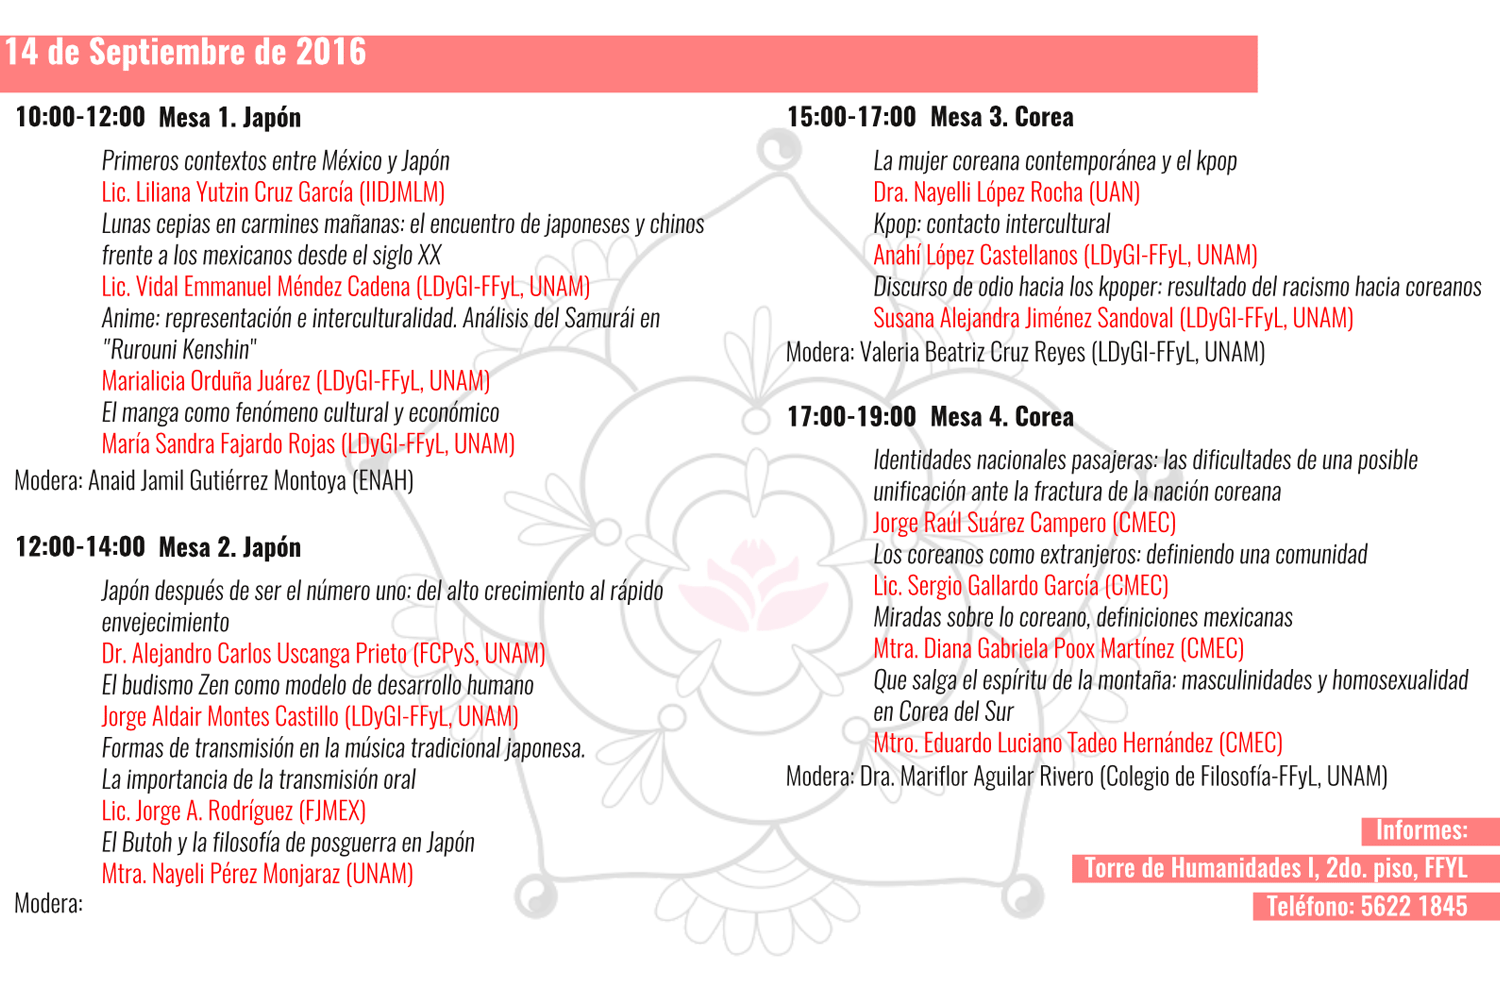 14 de Septiembre de 2016
10:00-12:00 Mesa 1. Japón
Primeros contextos entre México y Japón
Lic. Liliana Yutzin Cruz García (IIDJMLM)
Lunas cepias en carmines mañanas: el encuentro de japoneses y chinos
frente a los mexicanos desde el siglo XX
Lic. Vidal Emmanuel Méndez Cadena (LDyGI-FFyL, UNAM)
Anime: representación e interculturalidad. Análisis del Samurái en
"Rurouni Kenshin"
Marialicia Orduña Juárez (LDyGI-FFyL, UNAM)
El manga como fenómeno cultural y económico
María Sandra Fajardo Rojas (LDyGI-FFyL, UNAM)
Modera: Anaid Jamil Gutiérrez Montoya (ENAH)
12:00-14:00 Mesa 2. Japón
Japón después de ser el número uno: del alto crecimiento al rápido
envejecimiento
Dr. Alejandro Carlos Uscanga Prieto (FCPyS, UNAM)
El budismo Zen como modelo de desarrollo humano
Jorge Aldair Montes Castillo (LDyGI-FFyL, UNAM)
Formas de transmisión en la música tradicional japonesa.
La importancia de la transmisión oral
Lic. Jorge A. Rodríguez (FJMEX)
El Butoh y la filosofía de posguerra en Japón
Mtra. Nayeli Pérez Monjaraz (UNAM)
Modera:
15:00-17:00 Mesa 3. Corea
La mujer coreana contemporánea y el kpop
Dra. Nayelli López Rocha (UAN)
Kpop: contacto intercultural
Anahí López Castellanos (LDyGI-FFyL, UNAM)
Discurso de odio hacia los kpoper: resultado del racismo hacia coreanos
Susana Alejandra Jiménez Sandoval (LDyGI-FFyL, UNAM)
Modera: Valeria Beatriz Cruz Reyes (LDyGI-FFyL, UNAM)
17:00-19:00 Mesa 4. Corea
Identidades nacionales pasajeras: las dificultades de una posible
unificación ante la fractura de la nación coreana
Jorge Raúl Suárez Campero (CMEC)
Los coreanos como extranjeros: definiendo una comunidad
Lic. Sergio Gallardo García (CMEC)
Miradas sobre lo coreano, definiciones mexicanas
Mtra. Diana Gabriela Poox Martínez (CMEC)
Que salga el espíritu de la montaña: masculinidades y homosexualidad
en Corea del Sur
Mtro. Eduardo Luciano Tadeo Hernández (CMEC)
Modera: Dra. Mariflor Aguilar Rivero (Colegio de Filosofía-FFyL, UNAM)
Informes:
Torre de Humanidades I, 2do. piso, FFYL
Teléfono: 5622 1845